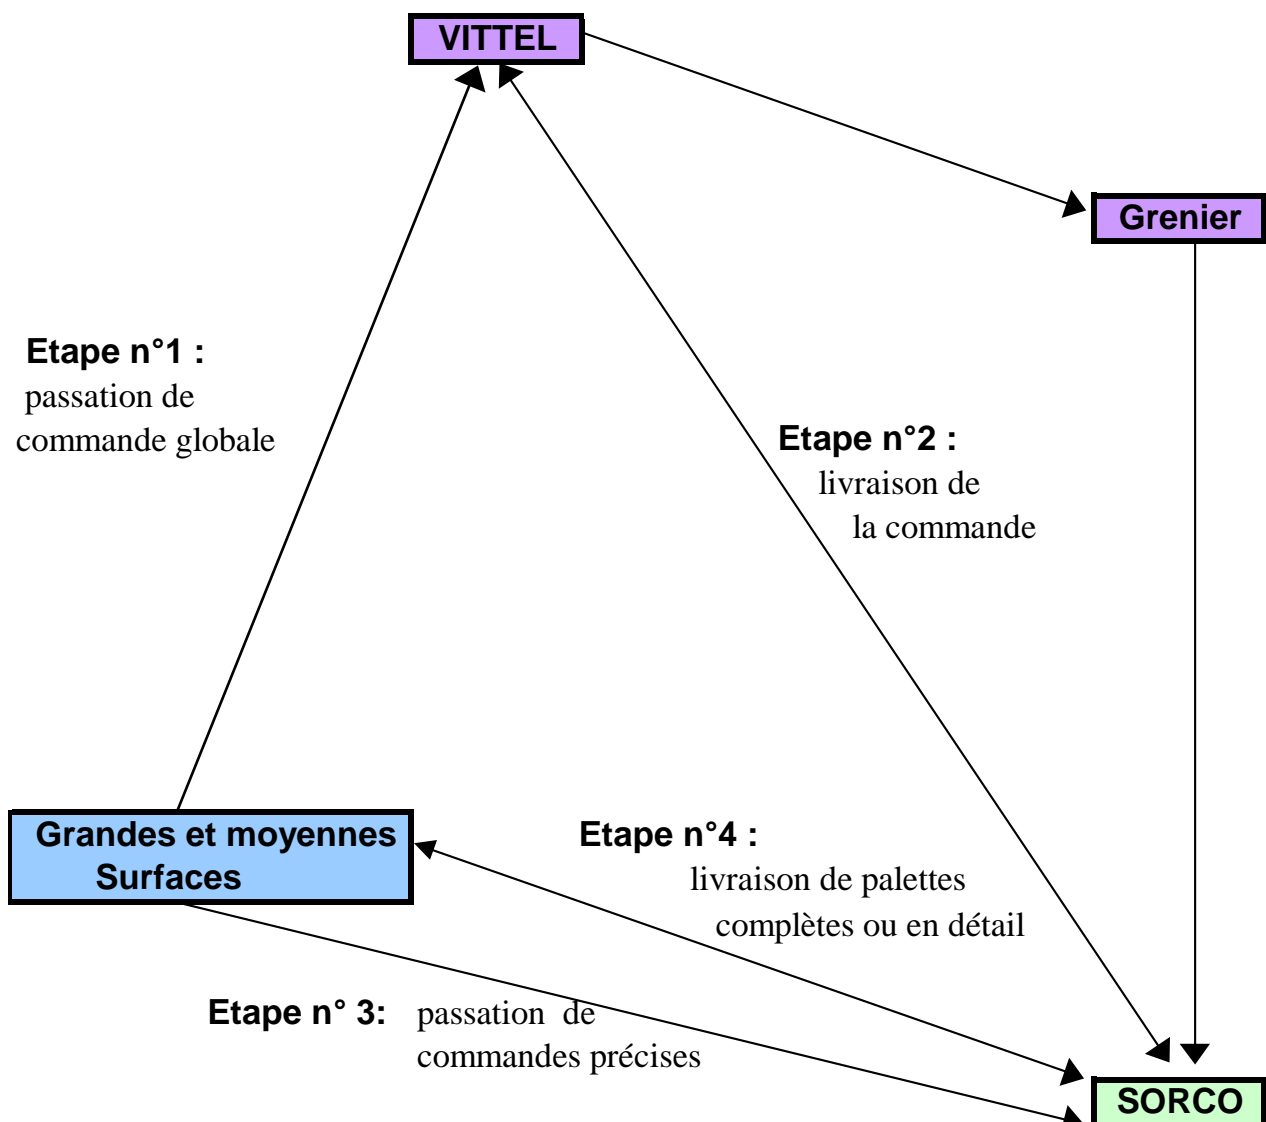 VITTEL
Grenier
Etape n°1 :
passation de
commande globale
Etape n°2 :
livraison de
la commande
Grandes et moyennes
Surfaces
Etape n°4 :
livraison de palettes
complètes ou en détail
Etape n° 3: passation de
commandes précises
SORCO